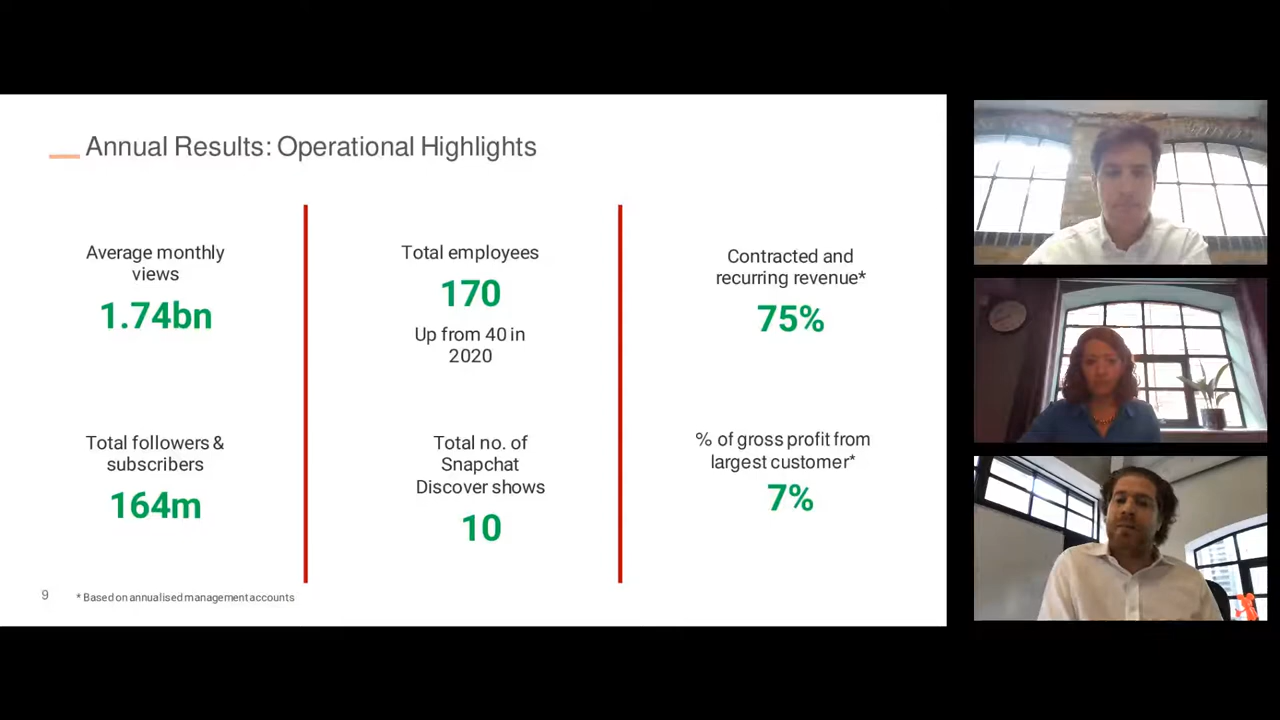 Annual Results: Operational Highlights
Average monthly
views
1.74bn
Total followers &
subscribers
164m
Total employees
170
Up from 40 in
2020
Total no. of
Snapchat
Discover shows
10
Contracted and
recurring revenue*
75%
% of gross profit from
largest customer*
7%
9
* Based on annualised management accounts